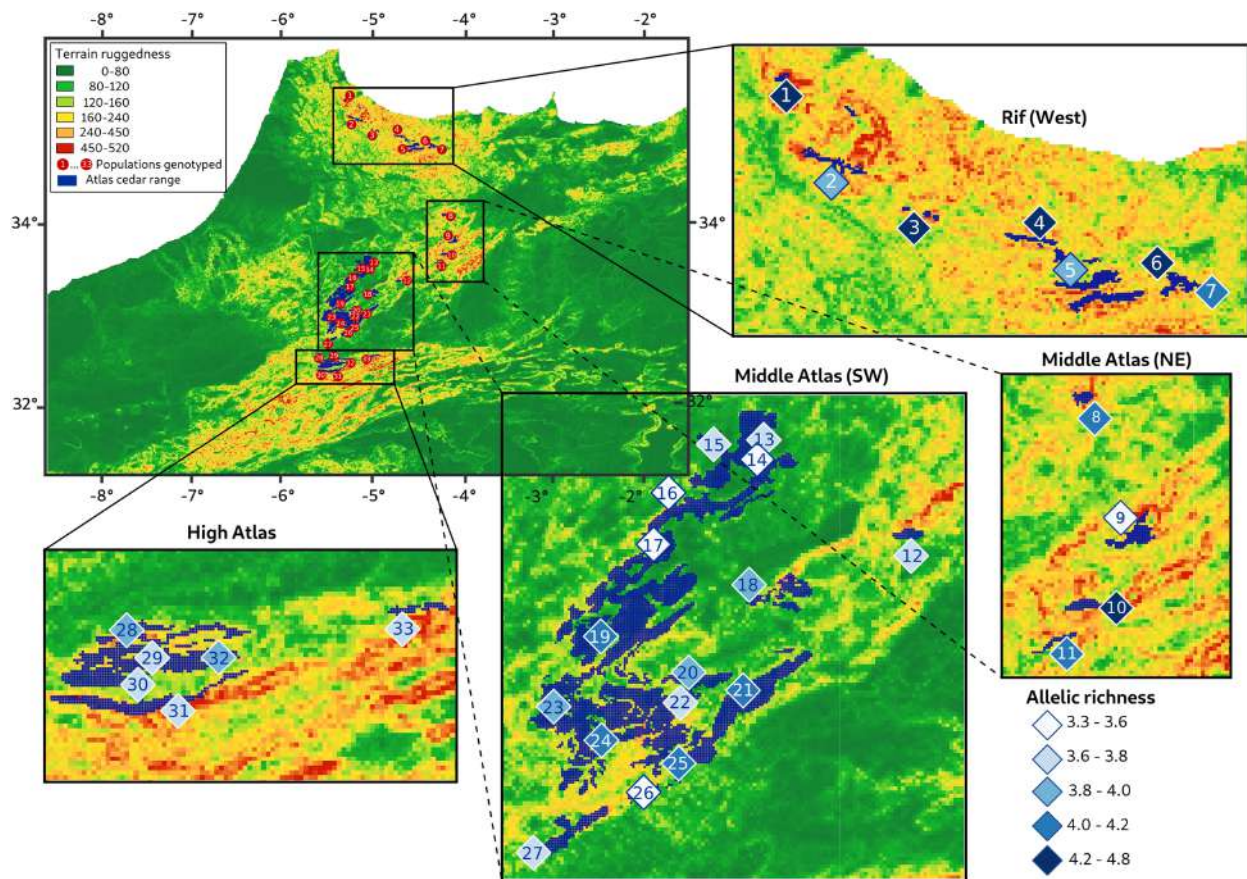 -8° -7° -6° -5° -4° -3° -2°
Terrain ruggedness
0-80
80-120
120-160
160-240
240-450
450-520
1 ... 33 Populations genotyped
Atlas cedar range
34°
32°
-8° -7° -6° -5° -4° -3° -2°
34°
32°
Rif (West)
1
2
3
4
5
6
7
Middle Atlas (NE)
8
9
10
11
Middle Atlas (SW)
13
15
14
16
17
12
18
19
20
21
22
23
24
25
26
27
High Atlas
28
33
29
32
30
31
Allelic richness
3.3 - 3.6
3.6 - 3.8
3.8 - 4.0
4.0 - 4.2
4.2 - 4.8